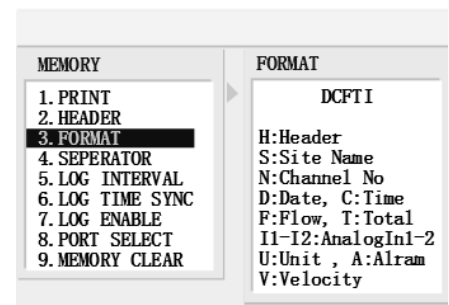 MEMORY
1. PRINT
2. HEADER
3. FORMAT
4. SEPERATOR
5. LOG INTERVAL
6. LOG TIME SYNC
7. LOG ENABLE
8. PORT SELECT
9. MEMORY CLEAR
FORMAT
DCFTI
H:Header
S:Site Name
N:Channel No
D:Date, C:Time
F:Flow, T:Total
I1-I2:AnalogIn1-2
U:Unit , A:Alram
V:Velocity